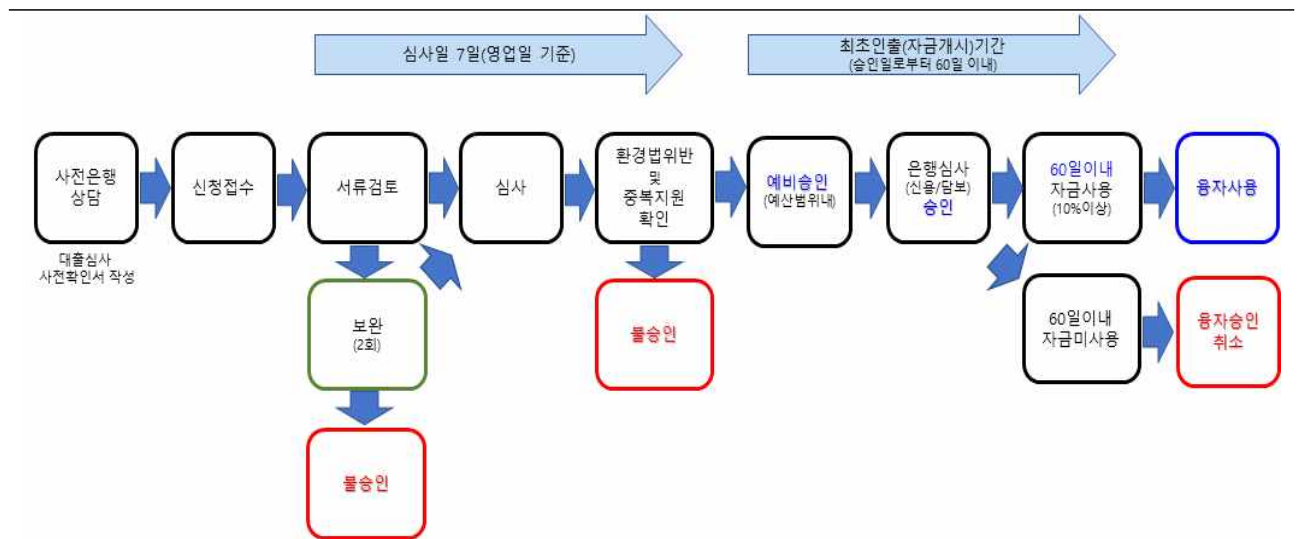 심사일 7일(영업일 기준)
최초인출(자금개시)기간
(승인일로부터 60일 이내)
사전은행
상담
신청접수
서류검토
심사
환경법위반
및
중복지원
확인
예비승인
(예산범위내)
은행심사
(신용/담보)
승인
60일이내
자금사용
(10%이상)
융자사용
대출심사
사전확인서 작성
보완
(2회)
불승인
60일이내
자금미사용
융자승인
취소
불승인